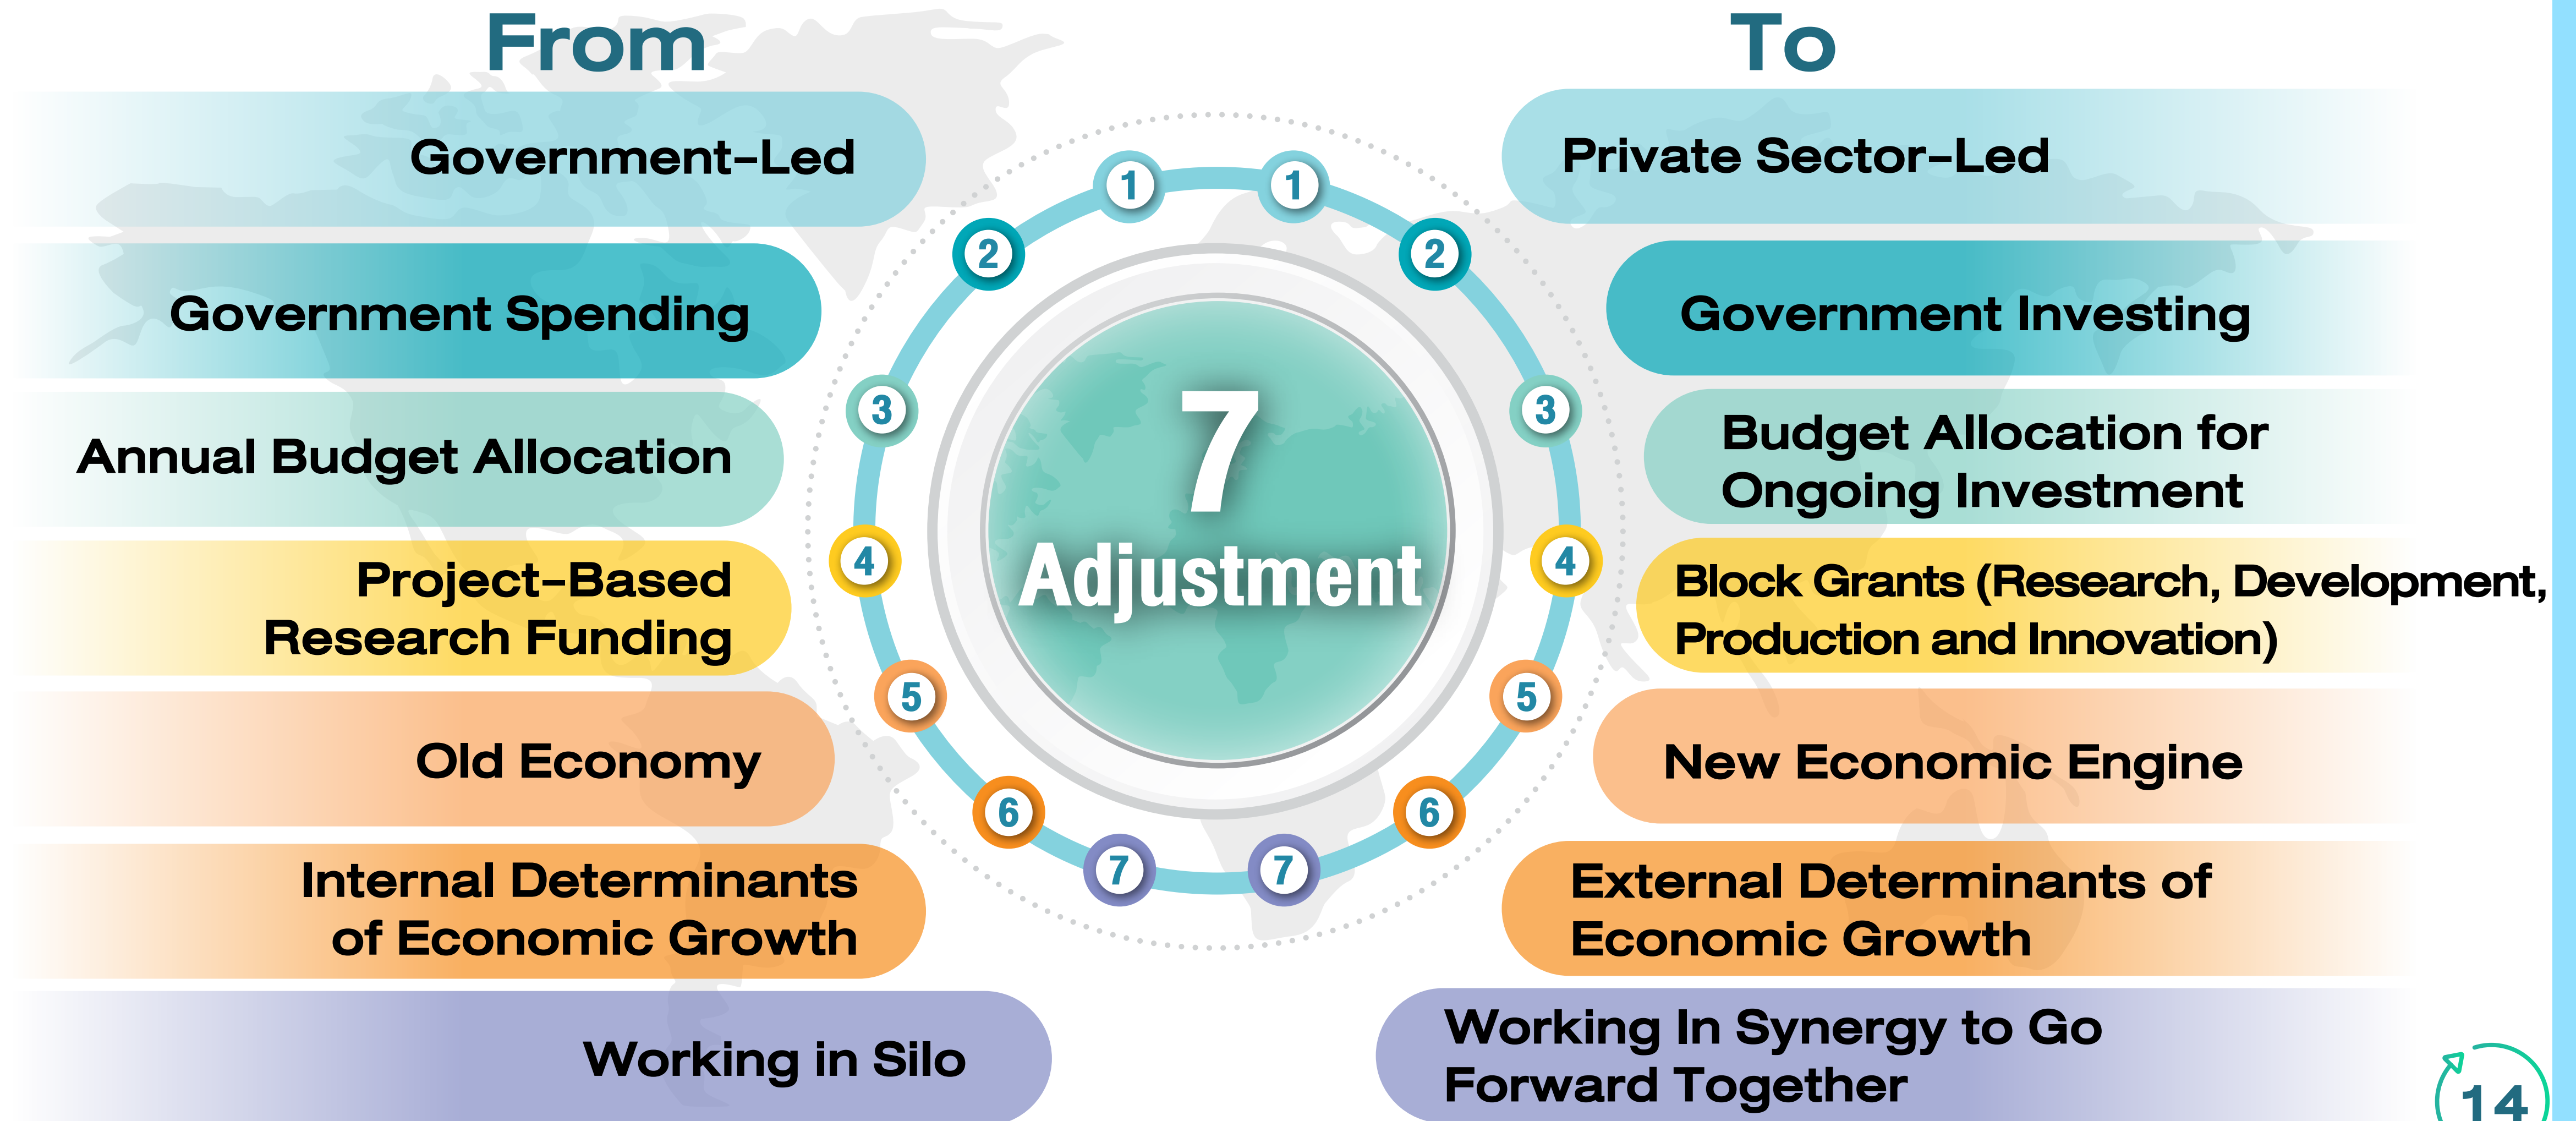 From
To
Government-Led
1
1
Private Sector-Led
Government Spending
2
2
Government Investing
Annual Budget Allocation
3
3
Budget Allocation for
Ongoing Investment
7
Adjustment
Project-Based
Research Funding
4
4
Block Grants (Research, Development,
Production and Innovation)
Old Economy
5
5
New Economic Engine
Internal Determinants
of Economic Growth
6
6
External Determinants of
Economic Growth
Working in Silo
7
7
Working In Synergy to Go
Forward Together
14